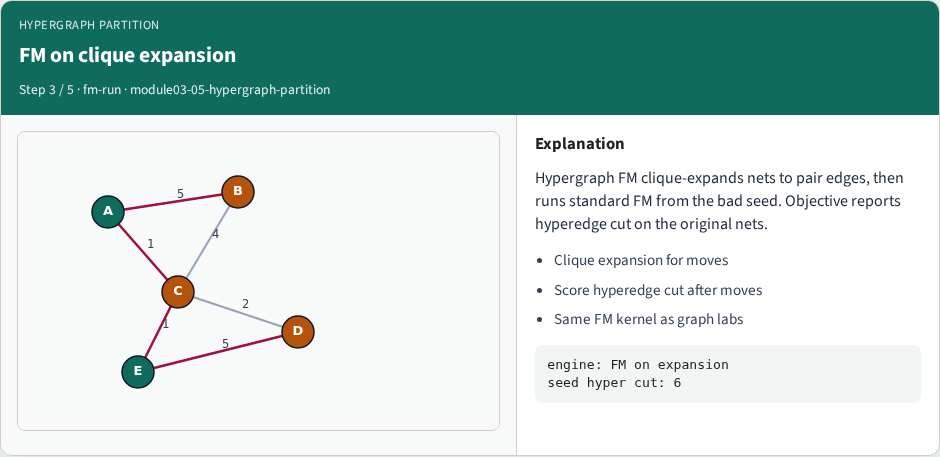 HYPERGRAPH PARTITION
FM on clique expansion
Step 3 / 5 · fm-run · module03-05-hypergraph-partition
A
B
C
D
E
5
1
4
2
1
5
Explanation
Hypergraph FM clique-expands nets to pair edges, then
runs standard FM from the bad seed. Objective reports
hyperedge cut on the original nets.
• Clique expansion for moves
• Score hyperedge cut after moves
• Same FM kernel as graph labs
engine: FM on expansion
seed hyper cut: 6